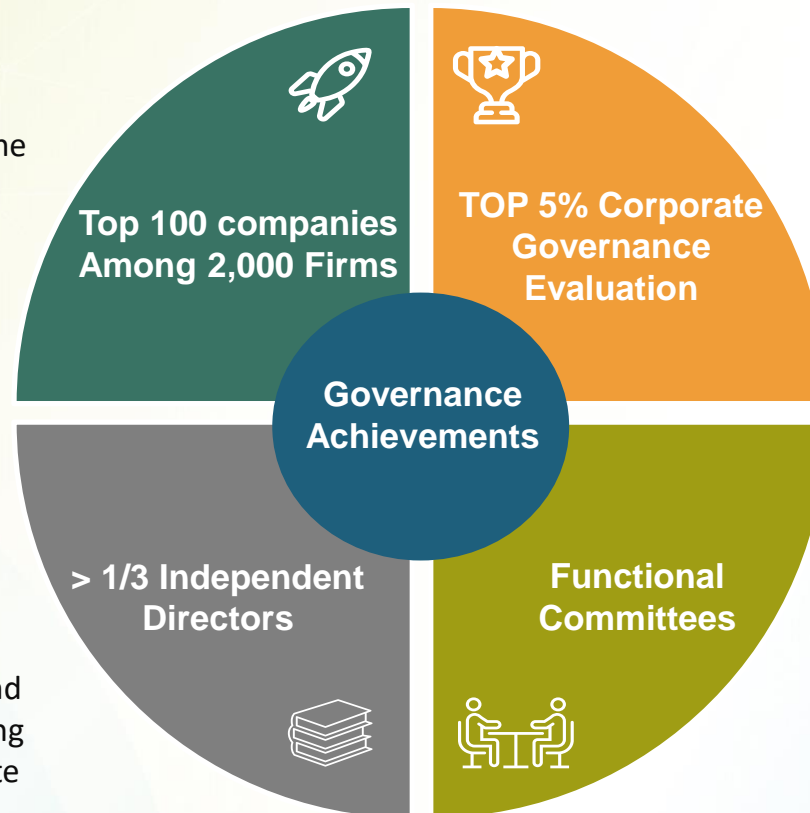 Top 100 companies
Among 2,000 Firms
TOP 5% Corporate
Governance
Evaluation
Governance
Achievements
> 1/3 Independent
Directors
Functional
Committees